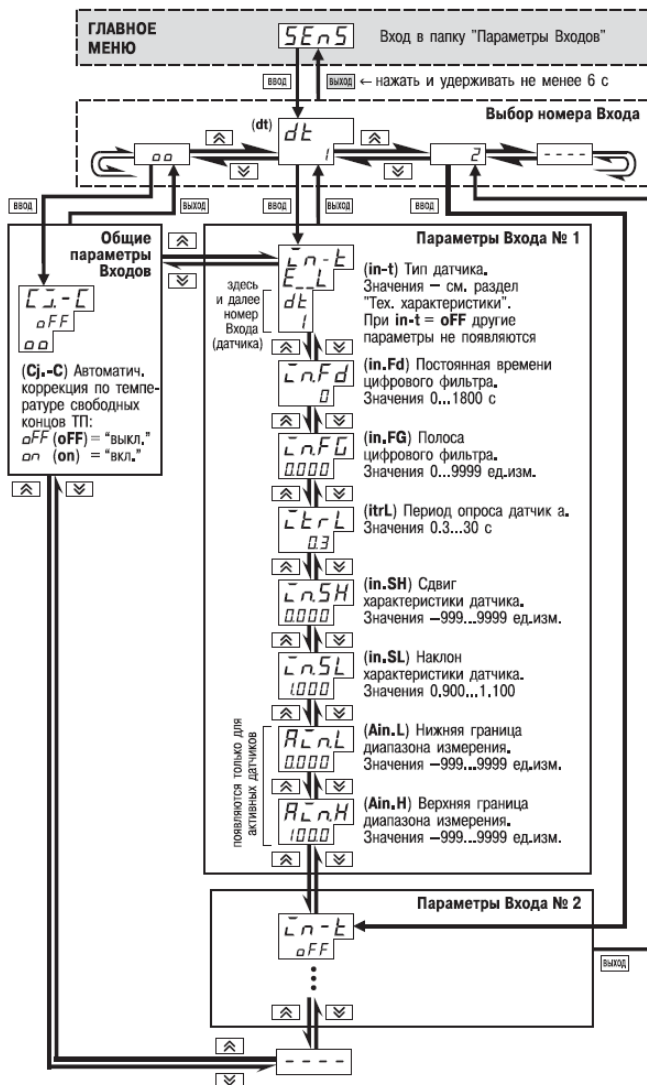 ГЛАВНОЕ
МЕНЮ
SEnS
Вход в папку "Параметры Входов"
ввод
выход
← нажать и удерживать не менее 6 с
Выбор номера Входа
(dt)
dt
1
oo
2
- - - -
ввод
выход
ввод
выход
ввод
Общие
параметры
Входов
Cj.-C
oFF
oo
(Cj.-C) Автоматич.
коррекция по темпе-
ратуре свободных
концов ТП:
oFF (oFF) = "выкл."
on (on) = "вкл."
Параметры Входа № 1
in-t
E__L
dt
1
здесь
и далее
номер
Входа
(датчика)
(in-t) Тип датчика.
Значения – см. раздел
"Тех. характеристики".
При in-t = oFF другие
параметры не появляются
in.Fd
0
(in.Fd) Постоянная времени
цифрового фильтра.
Значения 0...1800 с
in.FG
0.000
(in.FG) Полоса
цифрового фильтра.
Значения 0...9999 ед.изм.
itrL
0.3
(itrL) Период опроса датчик а.
Значения 0.3...30 с
in.SH
0.000
(in.SH) Сдвиг
характеристики датчика.
Значения –999...9999 ед.изм.
in.SL
1.000
(in.SL) Наклон
характеристики датчика.
Значения 0.900...1.100
появляются только для
активных датчиков
Ain.L
0.000
(Ain.L) Нижняя граница
диапазона измерения.
Значения –999...9999 ед.изм.
Ain.H
100.0
(Ain.H) Верхняя граница
диапазона измерения.
Значения –999...9999 ед.изм.
Параметры Входа № 2
in-t
oFF
выход
- - - -